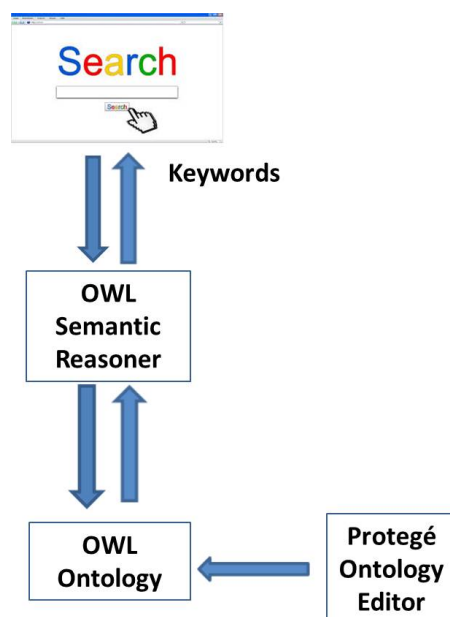 Search
Search
Keywords
OWL
Semantic
Reasoner
OWL
Ontology
Protegé
Ontology
Editor